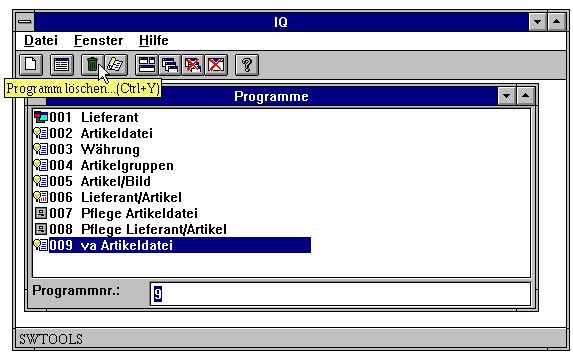 IQ
Datei Fenster Hilfe
?
Programm löschen...(Ctrl+Y)
Programme
001 Lieferant
002 Artikeldatei
003 Währung
004 Artikelgruppen
005 Artikel/Bild
006 Lieferant/Artikel
007 Pflege Artikeldatei
008 Pflege Lieferant/Artikel
009 va Artikeldatei
Programmnr.: 9
SWTOOLS